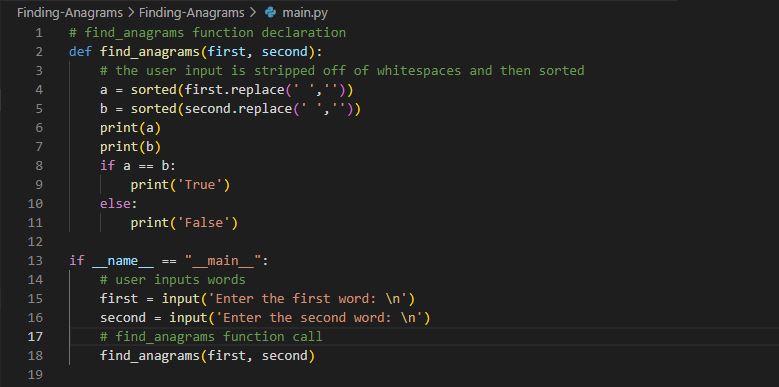 Finding-Anagrams > Finding-Anagrams > main.py
1 # find_anagrams function declaration
2 def find_anagrams(first, second):
3     # the user input is stripped off of whitespaces and then sorted
4     a = sorted(first.replace(' ',''))
5     b = sorted(second.replace(' ',''))
6     print(a)
7     print(b)
8     if a == b:
9         print('True')
10     else:
11         print('False')
12
13 if __name__ == "__main__":
14     # user inputs words
15     first = input('Enter the first word: \n')
16     second = input('Enter the second word: \n')
17     # find_anagrams function call
18     find_anagrams(first, second)
19